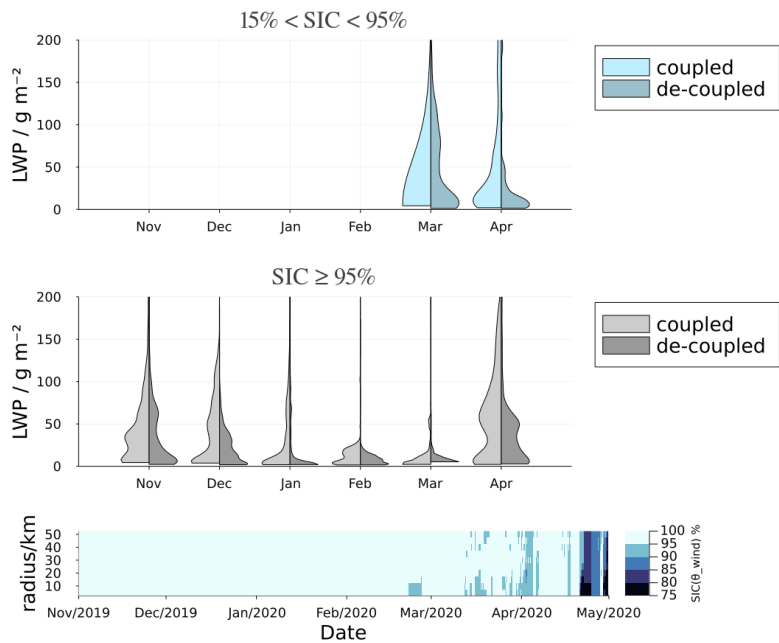 15% < SIC < 95%
LWP / g m⁻²
200
150
100
50
0
Nov Dec Jan Feb Mar Apr
coupled
de-coupled
SIC ≥ 95%
LWP / g m⁻²
200
150
100
50
0
Nov Dec Jan Feb Mar Apr
coupled
de-coupled
radius/km
50
40
30
20
10
Nov/2019 Dec/2019 Jan/2020 Feb/2020 Mar/2020 Apr/2020 May/2020
Date
100
95
90
85
80
75
SIC(θ_wind) %